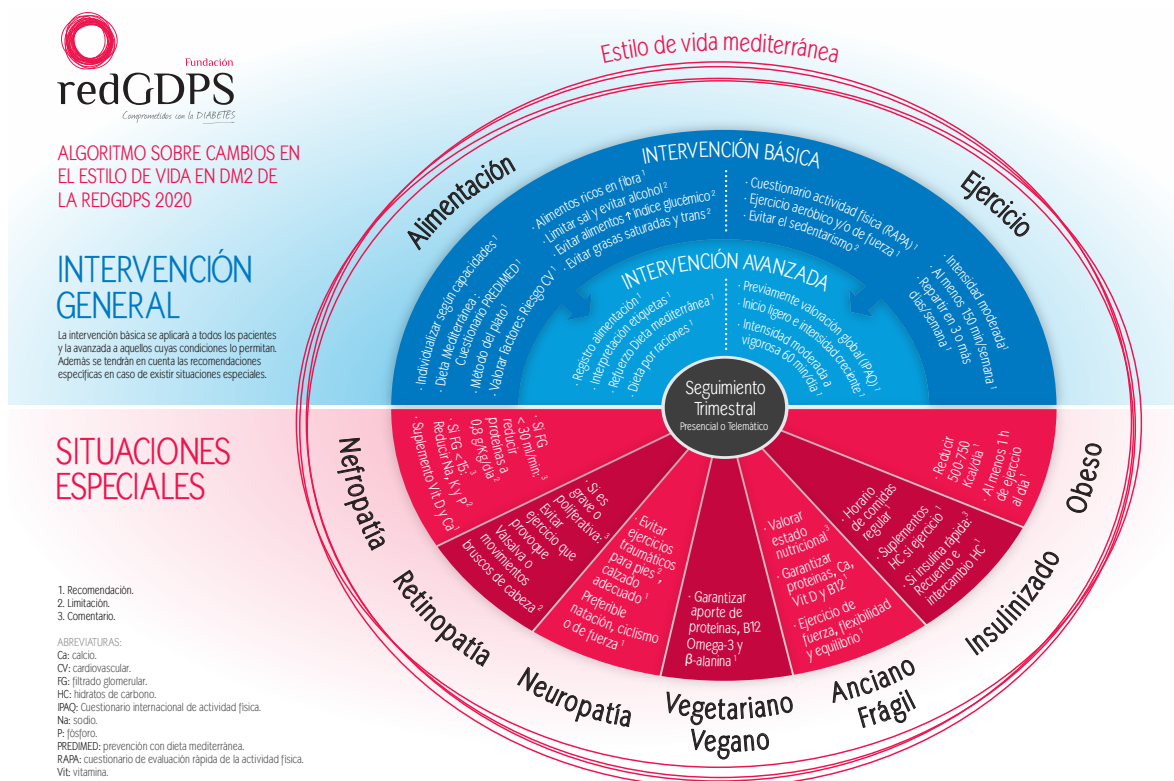 Fundación
redGDPS
Comprometidos con la DIABETES
ALGORITMO SOBRE CAMBIOS EN
EL ESTILO DE VIDA EN DM2 DE
LA REDGDPS 2020
INTERVENCIÓN
GENERAL
La intervención básica se aplicará a todos los pacientes
y la avanzada a aquellos cuyas condiciones lo permitan.
Además se tendrán en cuenta las recomendaciones
específicas en caso de existir situaciones especiales.
SITUACIONES
ESPECIALES
1. Recomendación.
2. Limitación.
3. Comentario.
ABREVIATURAS:
Ca: calcio.
CV: cardiovascular.
FG: filtrado glomerular.
HC: hidratos de carbono.
IPAQ: Cuestionario internacional de actividad física.
Na: sodio.
P: fósforo.
PREDIMED: prevención con dieta mediterránea.
RAPA: cuestionario de evaluación ràpida de la actividad física.
Vit: vitamina.
Estilo de vida mediterránea
Alimentación
Ejercicio
INTERVENCIÓN BÁSICA
· Individualizar según capacidades ¹
· Dieta Mediterránea.
Cuestionario PREDIMED ¹
· Método del plato ¹
· Valorar Factores Riesgo CV ¹
· Alimentos ricos en fibra ¹
· Limitar sal y evitar alcohol ²
· Evitar alimentos ↑ índice glucémico ²
· Evitar grasas saturadas y trans ²
· Cuestionario actividad física (RAPA) ¹
· Ejercicio aeróbico y/o de fuerza ¹
· Evitar el sedentarismo ²
· Intensidad moderada ¹
· Al menos 150 min/semana ¹
· Repartir en 3 o más
días/semana ¹
INTERVENCIÓN AVANZADA
· Registro alimentación ¹
· Interpretación etiquetas ¹
· Refuerzo Dieta mediterránea ¹
· Dieta por raciones ¹
· Previamente valoración global (IPAQ) ¹
· Inicio ligero e intensidad creciente ¹
· Intensidad moderada a
vigorosa 60 min/día ¹
Seguimiento
Trimestral
Presencial o Telemàtico
Nefropatía
· Si FG
< 30 ml/min: ³
reducir
proteínas a
0,8 g/Kg/día ²
· Si FG <15: ³
Reducir Na, K y P ²
· Suplemento Vit D y Ca ¹
Retinopatía
· Si es
grave o
poliferativa: ³
Evitar
ejercicio que
provoque
Valsalva o
movimientos
bruscos de cabeza ²
Neuropatía
· Evitar
ejercicios
traumáticos
para pies ²,
calzado
adecuado ¹
Preferible
natación, ciclismo
o de fuerza ¹
Vegetariano
Vegano
· Garantizar
aporte de
proteínas, B12
Omega-3 y
β-alanina ¹
Anciano
Frágil
· Valorar
estado
nutricional ³
· Garantizar
proteínas, Ca,
Vit D y B12 ¹
· Ejercicio de
fuerza, flexibilidad
y equilibrio ¹
Insulinizado
· Horario
de comidas
regular ¹
· Suplementos
HC si ejercicio ¹
· Si insulina ràpida: ³
Recuento e
intercambio HC ¹
Obeso
· Reducir
500-750
Kcal/día ¹
· Al menos 1 h
de ejerccio
al día ¹